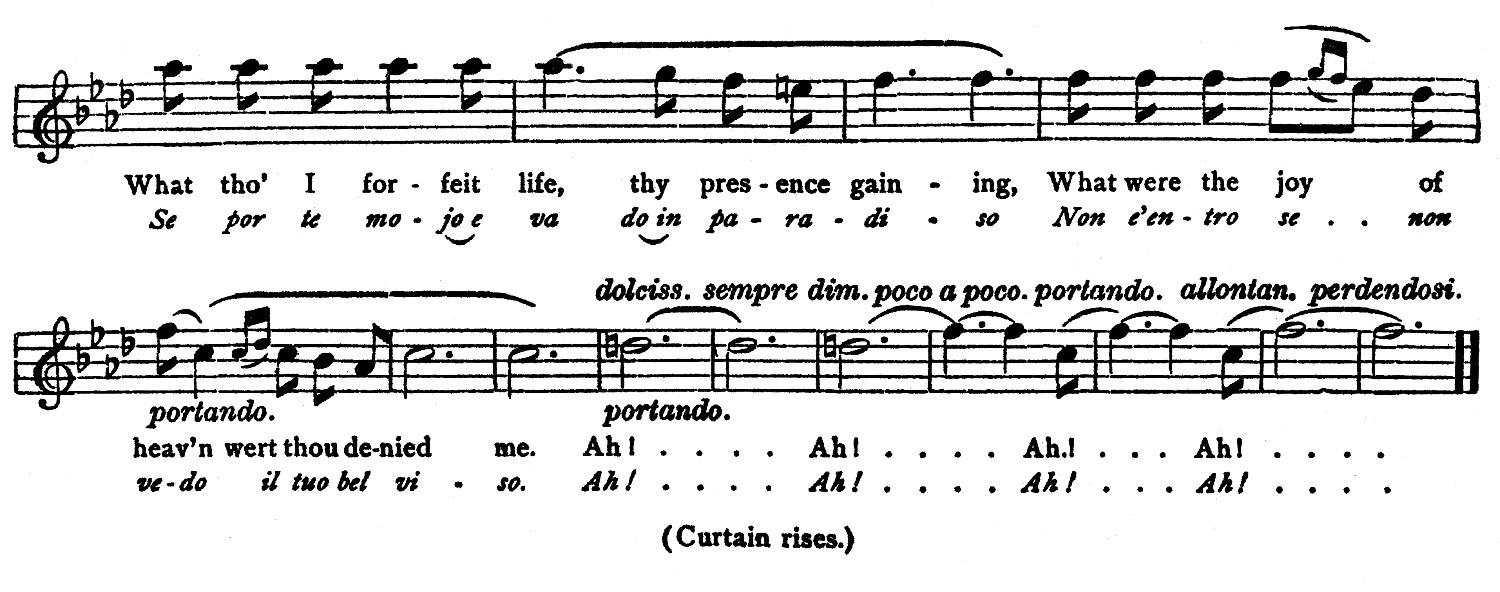 What tho' I for - feit life, thy pres - ence gain - ing, What were the joy of
Se por te mo - jo e va do in pa - ra - di - so Non e'en - tro se . . non
dolciss. sempre dim. poco a poco. portando. allontan. perdendosi.
portando. portando.
heav'n wert thou de-nied me. Ah! . . . . Ah! . . . . Ah.! . . . Ah! . . . .
ve-do il tuo bel vi - so. Ah! . . . . Ah! . . . . Ah! . . . Ah! . . . .
(Curtain rises.)